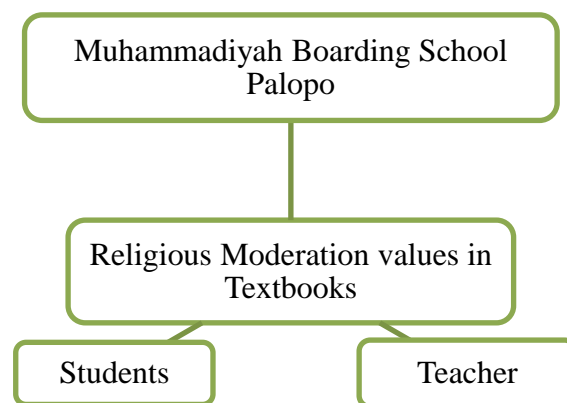 Muhammadiyah Boarding School
Palopo
Religious Moderation values in
Textbooks
Students
Teacher